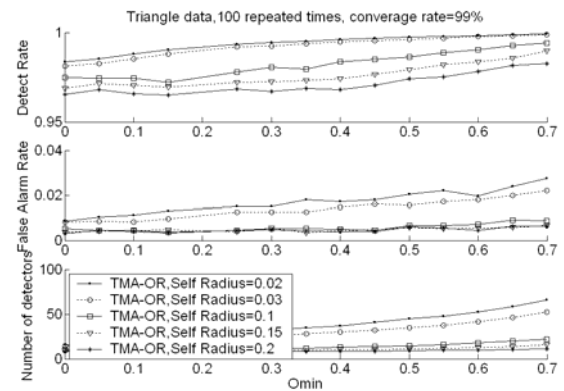 Triangle data,100 repeated times, converage rate=99%
Detect Rate
1
0.95
0 0.1 0.2 0.3 0.4 0.5 0.6 0.7
False Alarm Rate
0.04
0.02
0
0 0.1 0.2 0.3 0.4 0.5 0.6 0.7
Number of detectors
100
50
0
TMA-OR,Self Radius=0.02
TMA-OR,Self Radius=0.03
TMA-OR,Self Radius=0.1
TMA-OR,Self Radius=0.15
TMA-OR,Self Radius=0.2
0.3 0.4 0.5 0.6 0.7
Omin